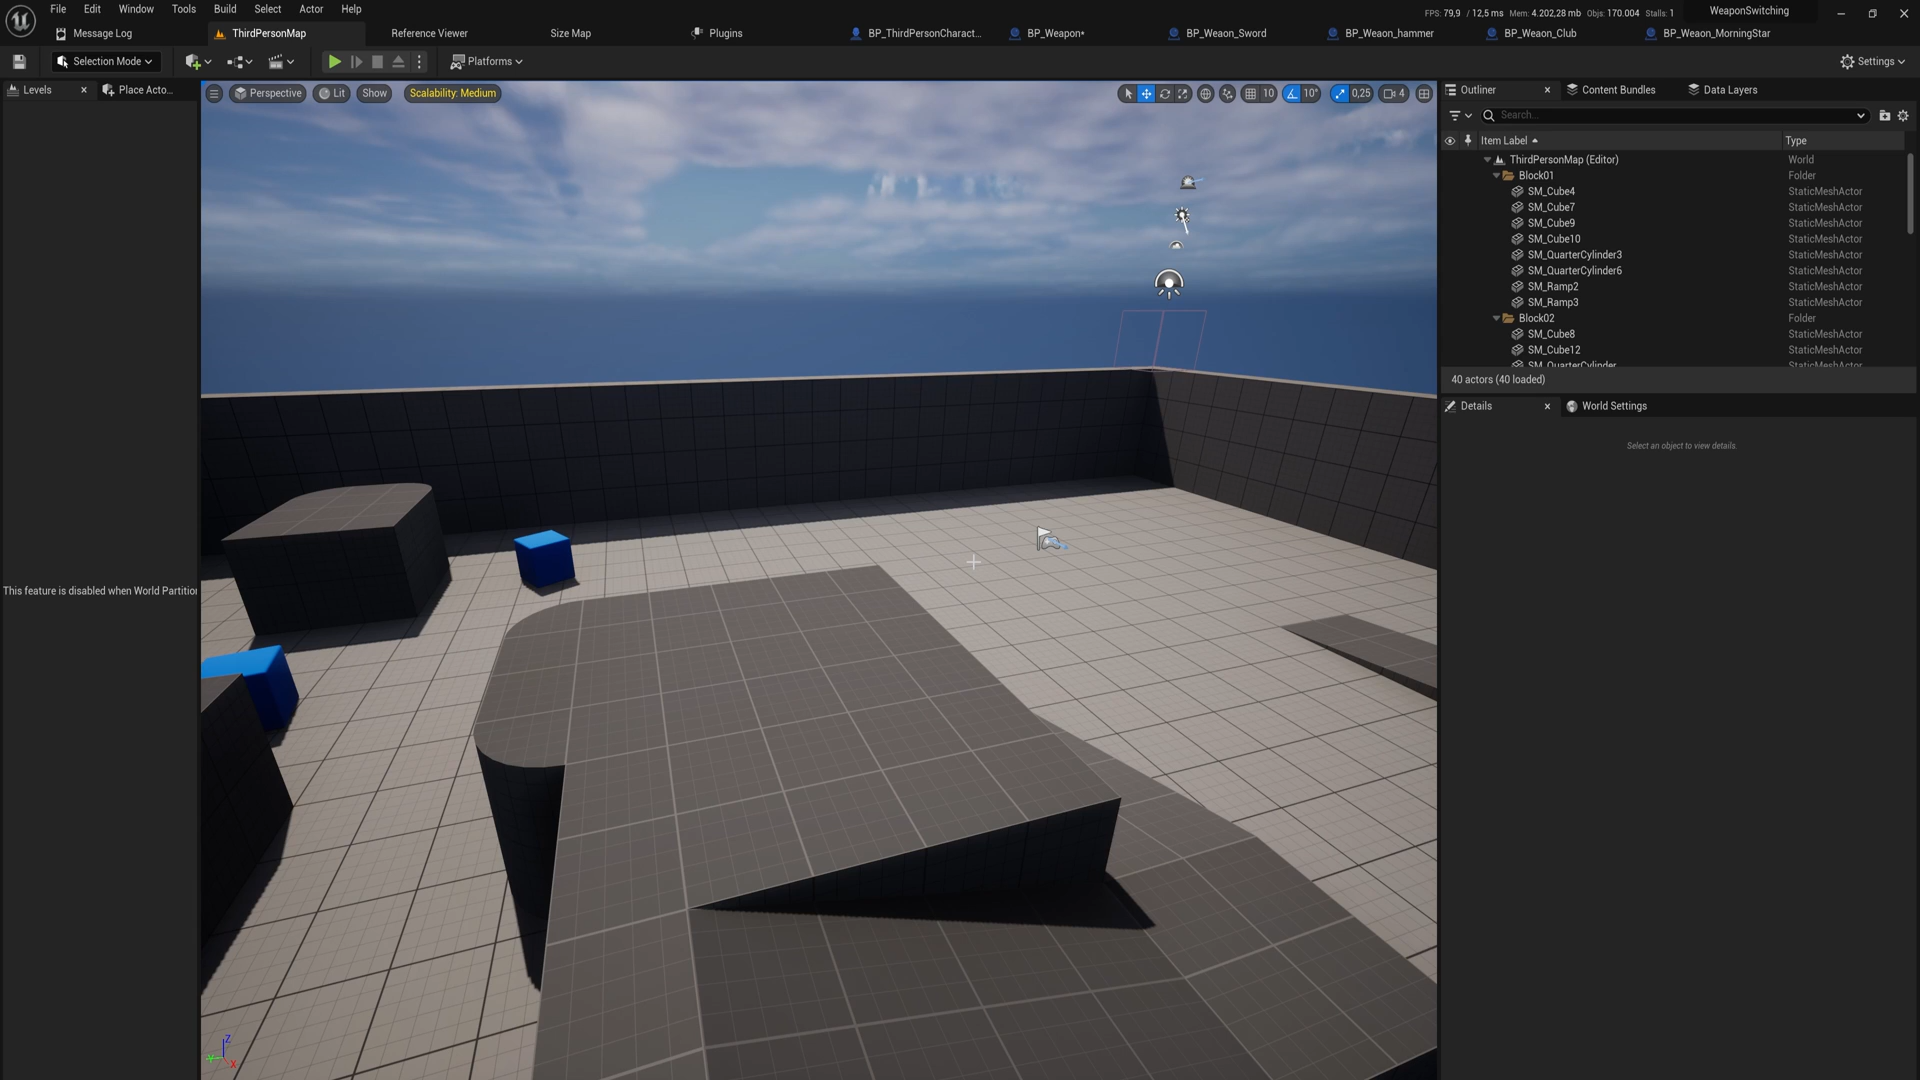 File Edit Window Tools Build Select Actor Help
FPS: 79,9 / 12,5 ms Mem: 4.202,28 mb Objs: 170.004 Stalls: 1
WeaponSwitching
Message Log
ThirdPersonMap
Reference Viewer
Size Map
Plugins
BP_ThirdPersonCharact...
BP_Weapon*
BP_Weaon_Sword
BP_Weaon_hammer
BP_Weaon_Club
BP_Weaon_MorningStar
Selection Mode
Platforms
Settings
Levels
Place Acto...
Perspective
Lit
Show
Scalability: Medium
10
10°
0,25
4
Outliner
Content Bundles
Data Layers
Search...
Item Label Type
ThirdPersonMap (Editor) World
Block01 Folder
SM_Cube4 StaticMeshActor
SM_Cube7 StaticMeshActor
SM_Cube9 StaticMeshActor
SM_Cube10 StaticMeshActor
SM_QuarterCylinder3 StaticMeshActor
SM_QuarterCylinder6 StaticMeshActor
SM_Ramp2 StaticMeshActor
SM_Ramp3 StaticMeshActor
Block02 Folder
SM_Cube8 StaticMeshActor
SM_Cube12 StaticMeshActor
SM_QuarterCylinder StaticMeshActor
40 actors (40 loaded)
Details
World Settings
Select an object to view details.
This feature is disabled when World Partition
Z
Y
X